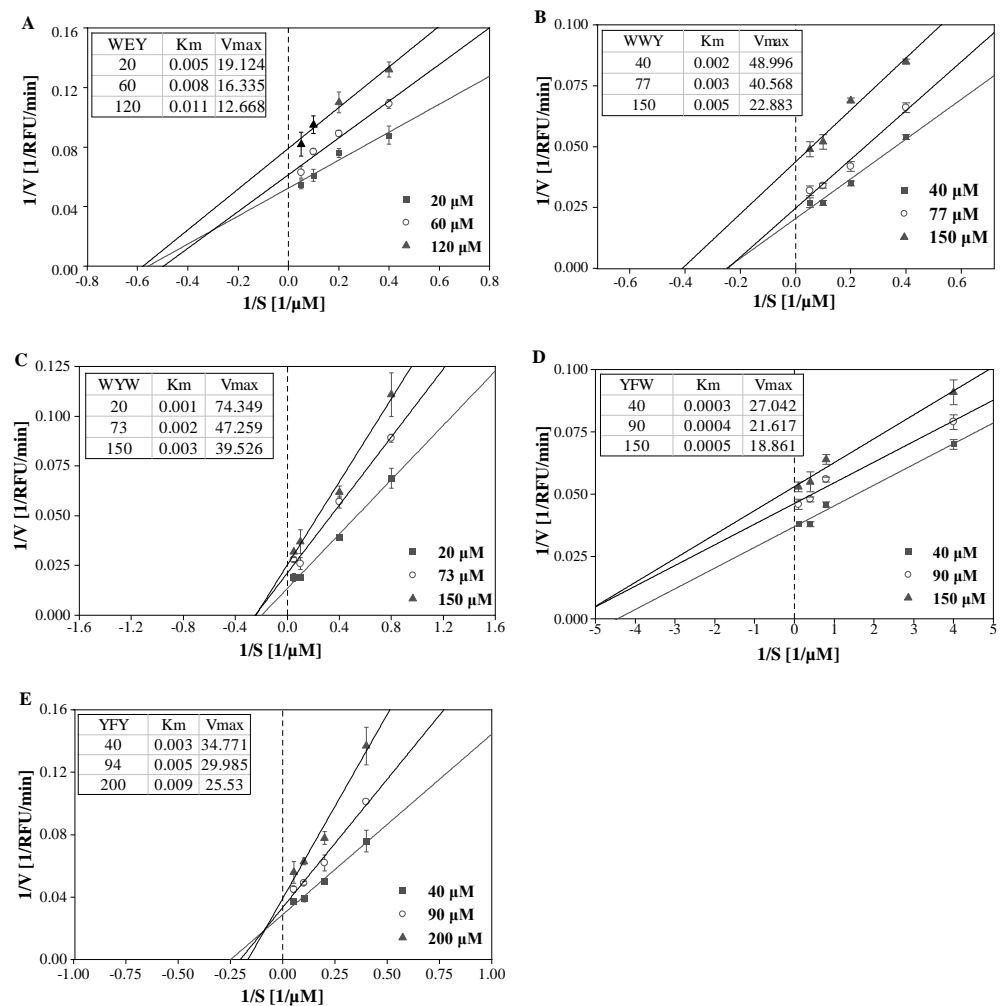 A
WEY Km Vmax
20 0.005 19.124
60 0.008 16.335
120 0.011 12.668
1/V [1/RFU/min]
0.16
0.12
0.08
0.04
0.00
-0.8 -0.6 -0.4 -0.2 0.0 0.2 0.4 0.6 0.8
1/S [1/µM]
20 µM
60 µM
120 µM
B
WWY Km Vmax
40 0.002 48.996
77 0.003 40.568
150 0.005 22.883
1/V [1/RFU/min]
0.100
0.075
0.050
0.025
0.000
-0.6 -0.4 -0.2 0.0 0.2 0.4 0.6
1/S [1/µM]
40 µM
77 µM
150 µM
C
WYW Km Vmax
20 0.001 74.349
73 0.002 47.259
150 0.003 39.526
1/V [1/RFU/min]
0.125
0.100
0.075
0.050
0.025
0.000
-1.6 -1.2 -0.8 -0.4 0.0 0.4 0.8 1.2 1.6
1/S [1/µM]
20 µM
73 µM
150 µM
D
YFW Km Vmax
40 0.0003 27.042
90 0.0004 21.617
150 0.0005 18.861
1/V [1/RFU/min]
0.100
0.075
0.050
0.025
0.000
-5 -4 -3 -2 -1 0 1 2 3 4 5
1/S [1/µM]
40 µM
90 µM
150 µM
E
YFY Km Vmax
40 0.003 34.771
94 0.005 29.985
200 0.009 25.53
1/V [1/RFU/min]
0.16
0.12
0.08
0.04
0.00
-1.00 -0.75 -0.50 -0.25 0.00 0.25 0.50 0.75 1.00
1/S [1/µM]
40 µM
90 µM
200 µM